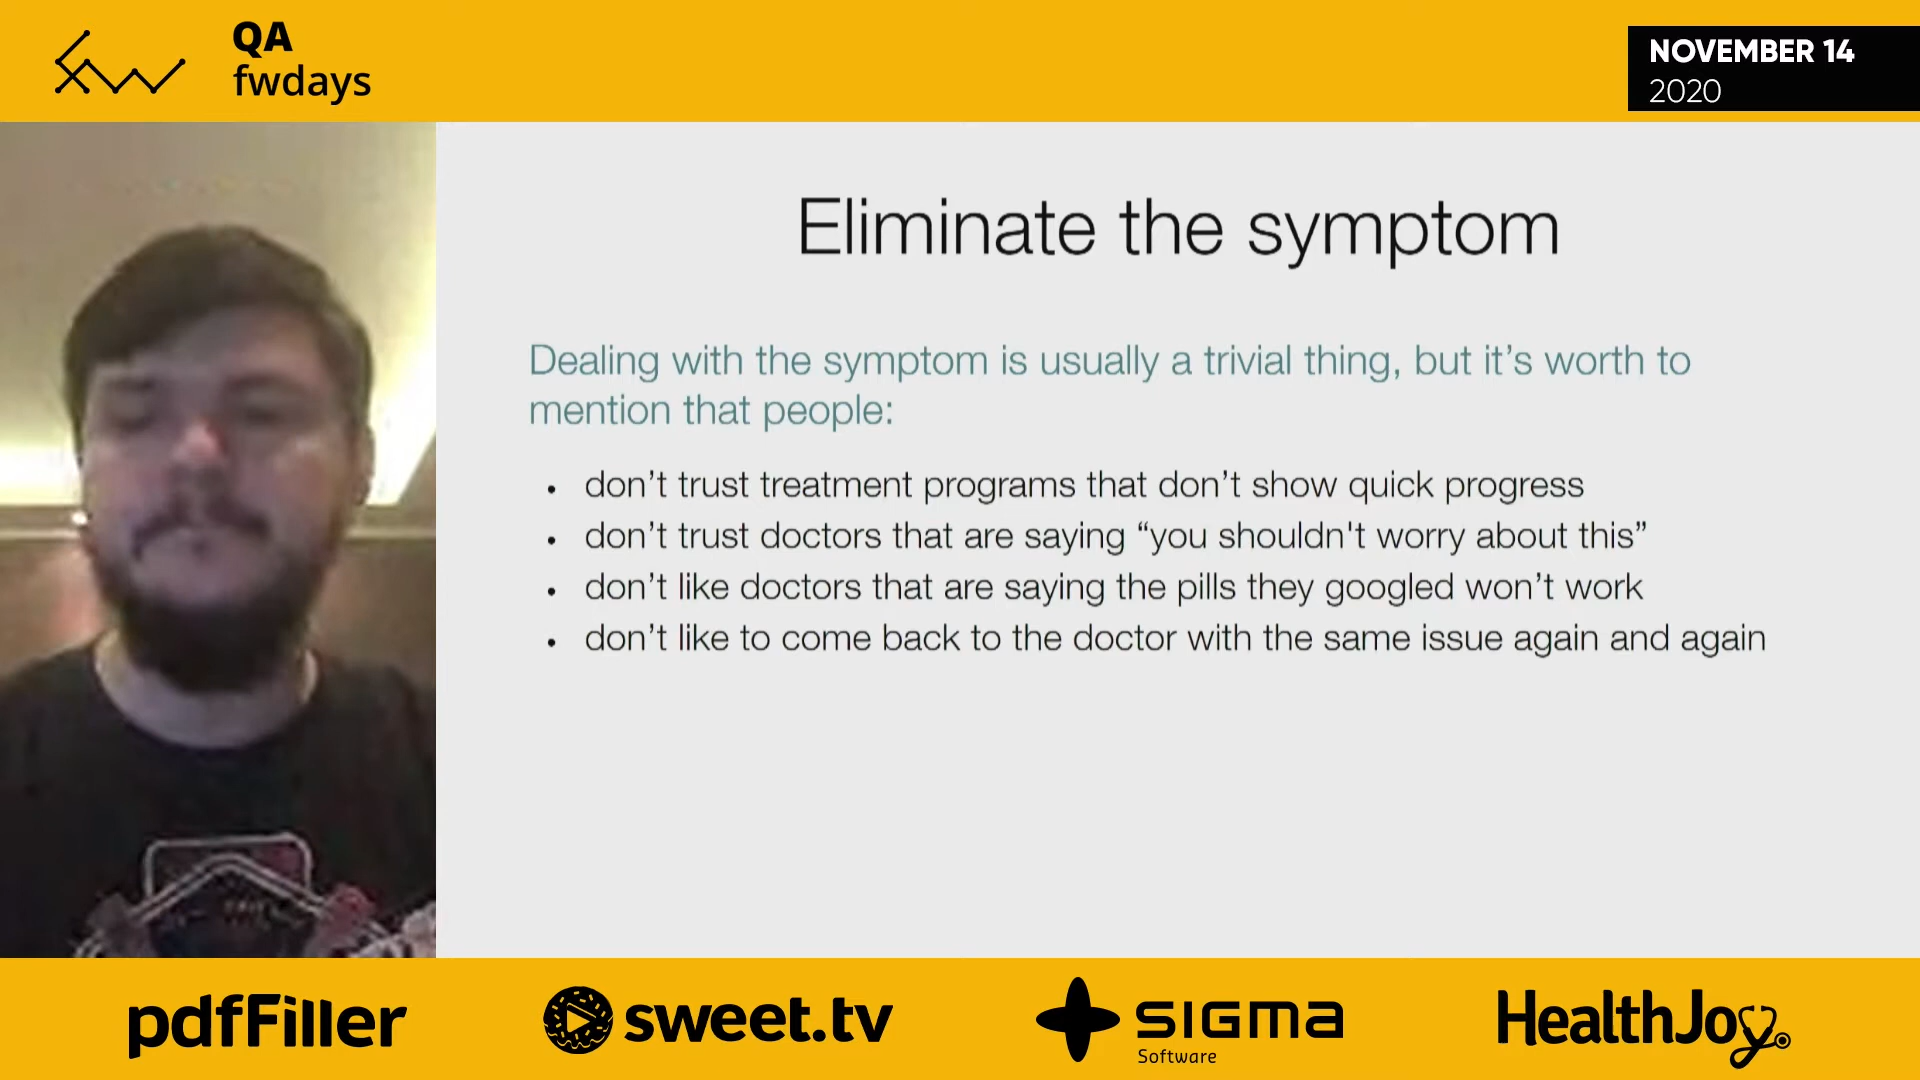 QA
fwdays
NOVEMBER 14
2020
Eliminate the symptom
Dealing with the symptom is usually a trivial thing, but it’s worth to
mention that people:
• don’t trust treatment programs that don’t show quick progress
• don’t trust doctors that are saying “you shouldn't worry about this”
• don’t like doctors that are saying the pills they googled won’t work
• don’t like to come back to the doctor with the same issue again and again
pdfFiller
sweet.tv
SIGMA
Software
HealthJoy